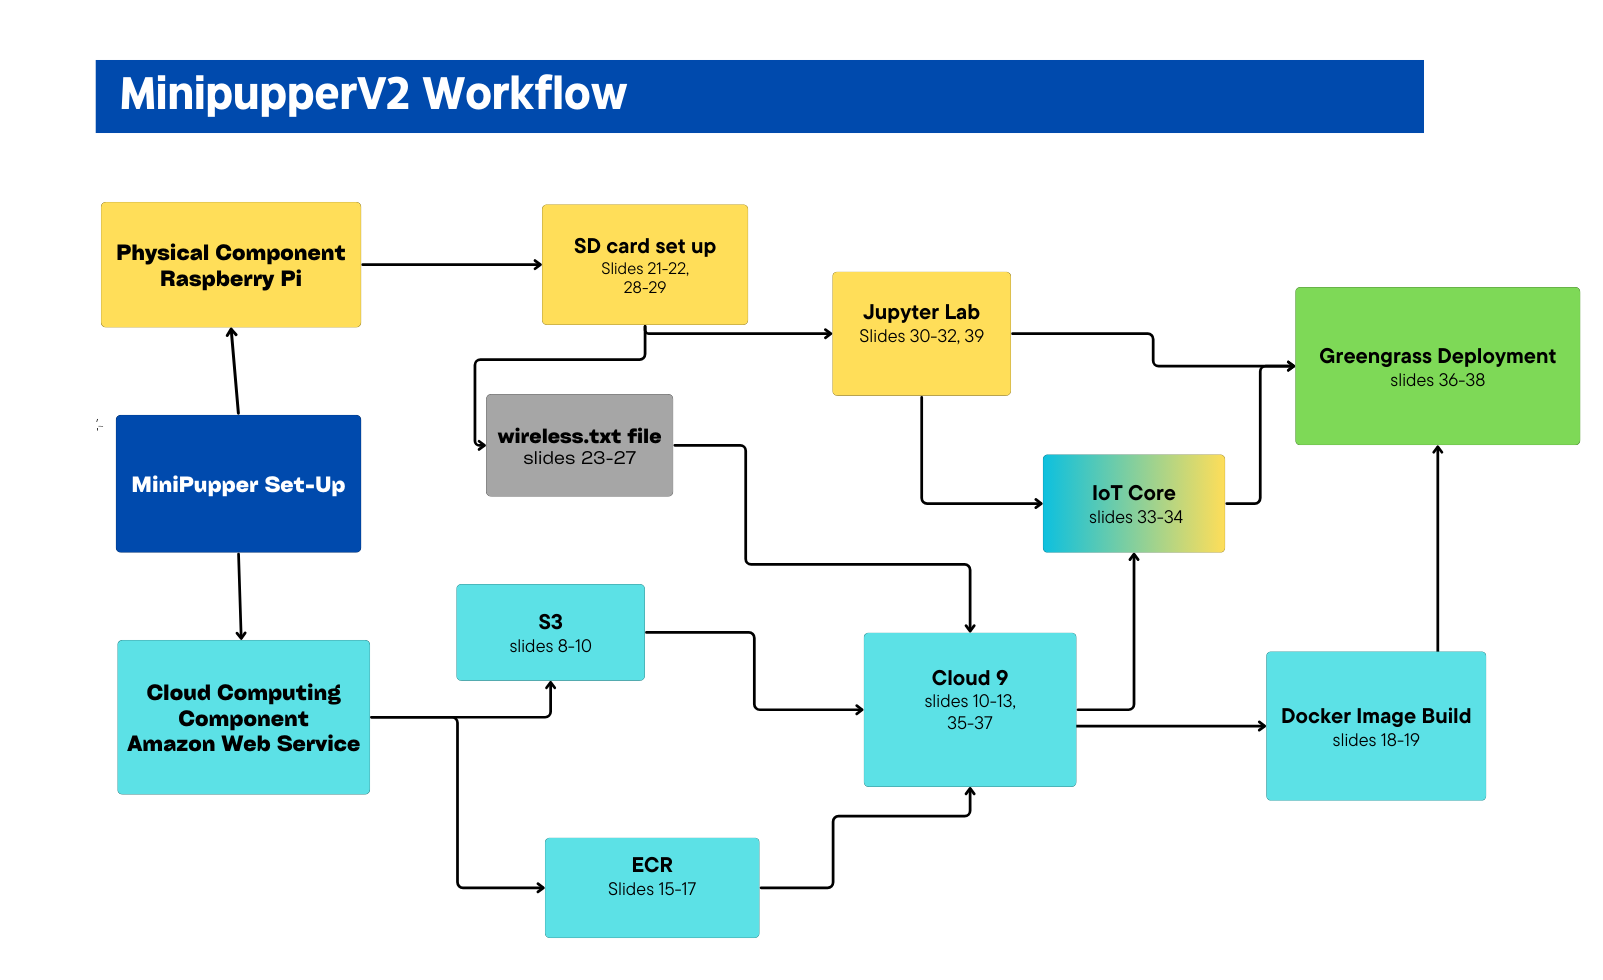 MinipupperV2 Workflow
Physical Component
Raspberry Pi
SD card set up
Slides 21-22,
28-29
Jupyter Lab
Slides 30-32, 39
Greengrass Deployment
slides 36-38
wireless.txt file
slides 23-27
MiniPupper Set-Up
IoT Core
slides 33-34
S3
slides 8-10
Cloud Computing
Component
Amazon Web Service
Cloud 9
slides 10-13,
35-37
Docker Image Build
slides 18-19
ECR
Slides 15-17